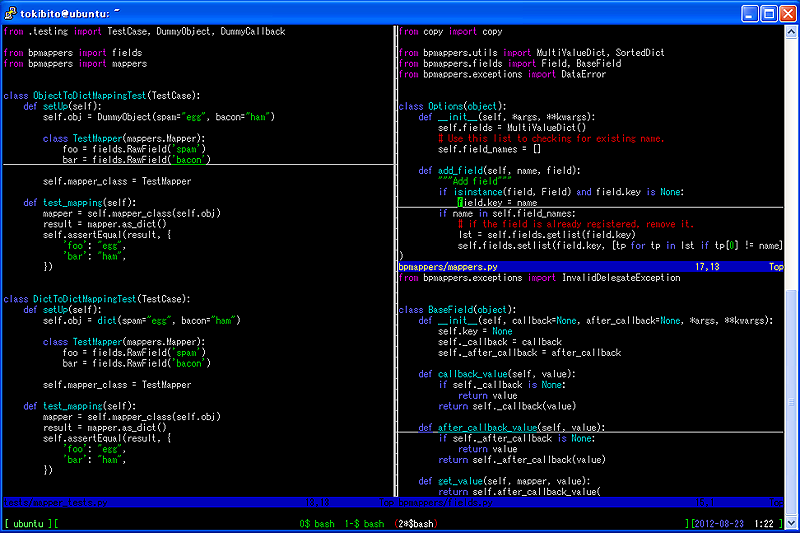 tokibito@ubuntu: ~
from .testing import TestCase, DummyObject, DummyCallback
from bpmappers import fields
from bpmappers import mappers
class ObjectToDictMappingTest(TestCase):
def setUp(self):
self.obj = DummyObject(span="egg", bacon="ham")
class TestMapper(mappers.Mapper):
foo = fields.RawField('span')
bar = fields.RawField('bacon')
self.mapper_class = TestMapper
def test_mapping(self):
mapper = self.mapper_class(self.obj)
result = mapper.as_dict()
self.assertEqual(result, {
'foo': "egg",
'bar': "ham",
})
class DictToDictMappingTest(TestCase):
def setUp(self):
self.obj = dict(spam="egg", bacon="ham")
class TestMapper(mappers.Mapper):
foo = fields.RawField('span')
bar = fields.RawField('bacon')
self.mapper_class = TestMapper
def test_mapping(self):
mapper = self.mapper_class(self.obj)
result = mapper.as_dict()
self.assertEqual(result, {
'foo': "egg",
'bar': "ham",
})
from copy import copy
from bpmappers.utils import MultiValueDict, SortedDict
from bpmappers.fields import Field, BaseField
from bpmappers.exceptions import DataError
class Options(object):
def __init__(self, *args, **kwargs):
self.fields = MultiValueDict()
# Use this list to checking for existing name.
self.field_names = []
def add_field(self, name, field):
"""Add field"""
if isinstance(field, Field) and field.key is None:
field.key = name
if name in self.field_names:
# if the field is already registered, remove it.
lst = self.fields.getlist(field.key)
self.fields.setlist(field.key, [tp for tp in lst if tp[0] != name]
)
bpmappers/mappers.py 17,13 Top
from bpmappers.exceptions import InvalidDelegateException
class BaseField(object):
def __init__(self, callback=None, after_callback=None, *args, **kwargs):
self.key = None
self._callback = callback
self._after_callback = after_callback
def callback_value(self, value):
if self._callback is None:
return value
return self._callback(value)
def after_callback_value(self, value):
if self._after_callback is None:
return value
return self._after_callback(value)
def get_value(self, mapper, value):
return self.after_callback_value(
[ ubuntu ][ 0$ bash 1-$ bash (2*$bash) ][2012-08-23 1:22 ]